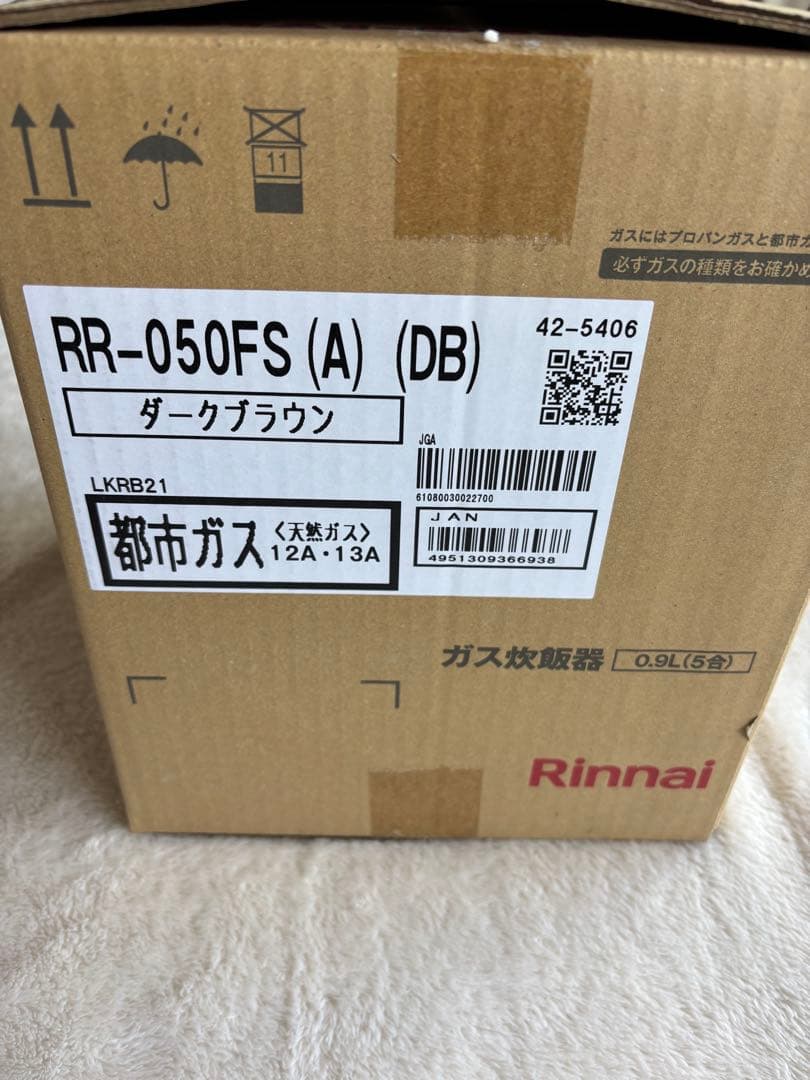 11
ガスにはプロパンガスと都市ガ
必ずガスの種類をお確かめ
RR-050FS(A) (DB)
42-5406
ダークブラウン
JGA
61080030022700
LKRB21
都市ガス〈天然ガス〉
12A・13A
JAN
4951309366938
ガス炊飯器 0.9L(5合)
Rinnai